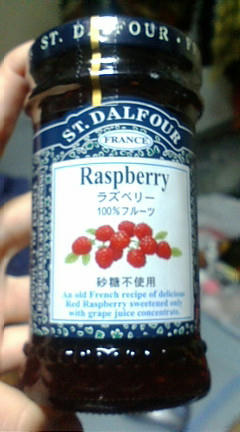 ST. DALFOUR
ST. DALFOUR
FRANCE
Raspberry
ラズベリー
100%フルーツ
砂糖不使用
An old French recipe of delicious
Red Raspberry sweetened only
with grape juice concentrate.